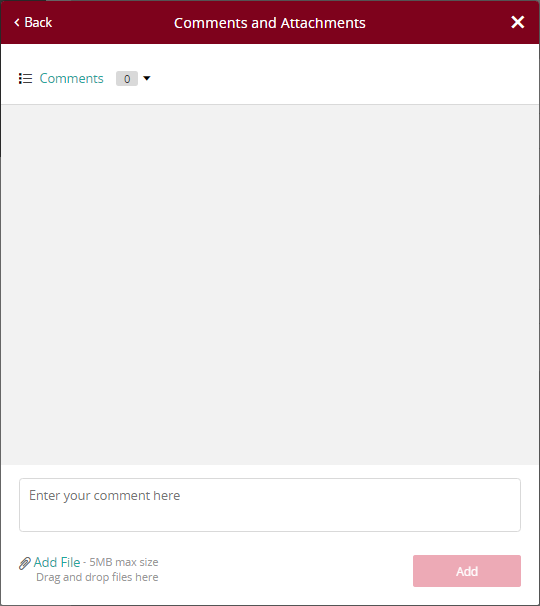 Back
Comments and Attachments
Comments 0
Enter your comment here
Add File - 5MB max size
Drag and drop files here
Add